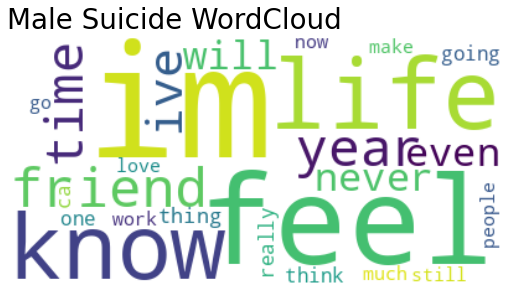 Male Suicide WordCloud
im
life
feel
know
friend
time
ive
will
year
even
never
now
make
going
go
love
car
one
work
thing
really
think
much
still
people